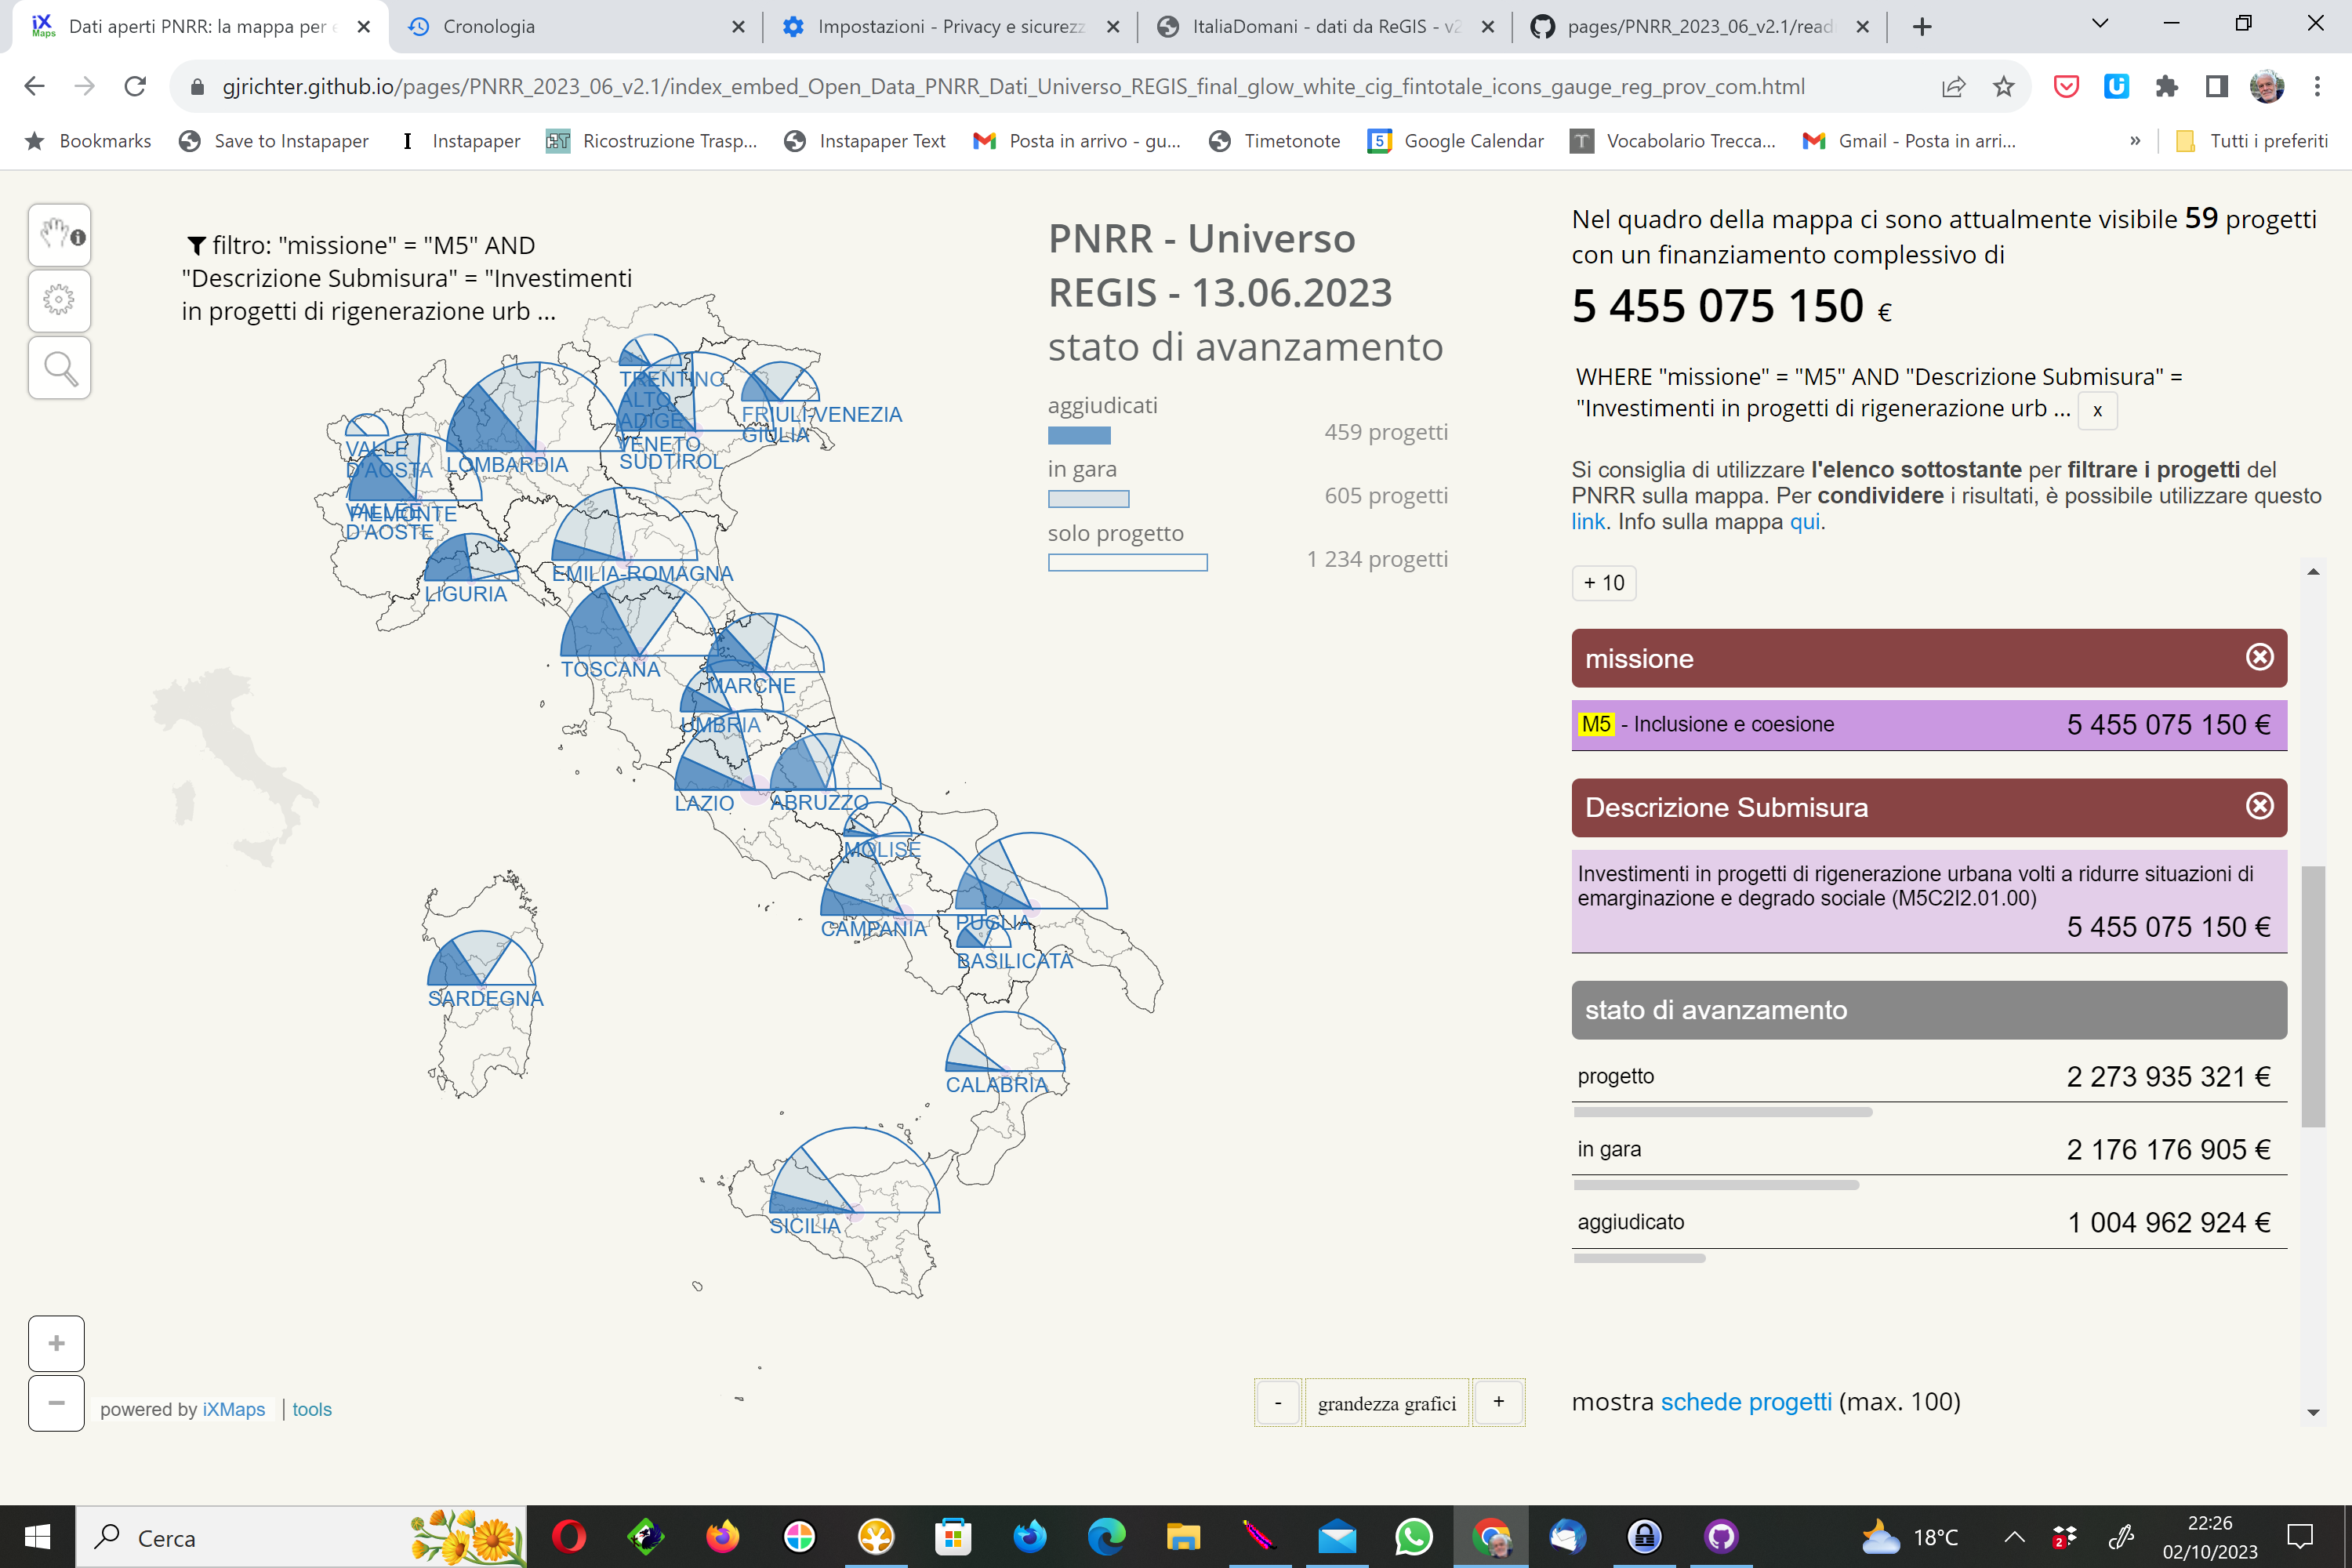 iX
Maps
Dati aperti PNRR: la mappa per e
Cronologia
Impostazioni - Privacy e sicurezz
ItaliaDomani - dati da ReGIS - v2
pages/PNRR_2023_06_v2.1/read
gjrichter.github.io/pages/PNRR_2023_06_v2.1/index_embed_Open_Data_PNRR_Dati_Universo_REGIS_final_glow_white_cig_fintotale_icons_gauge_reg_prov_com.html
Bookmarks
Save to Instapaper
I Instapaper
Ricostruzione Trasp...
Instapaper Text
Posta in arrivo - gu...
Timetonote
5 Google Calendar
T Vocabolario Trecca...
Gmail - Posta in arri...
»
Tutti i preferiti
filtro: "missione" = "M5" AND
"Descrizione Submisura" = "Investimenti
in progetti di rigenerazione urb ...
TRENTINO
ALTO
ADIGE
VENETO
SÜDTIROL
FRIULI-VENEZIA
GIULIA
VALLE
D'AOSTA
/
VALLÉE
D'AOSTE
PIEMONTE
LOMBARDIA
LIGURIA
EMILIA-ROMAGNA
TOSCANA
MARCHE
UMBRIA
LAZIO
ABRUZZO
MOLISE
CAMPANIA
PUGLIA
BASILICATA
SARDEGNA
CALABRIA
SICILIA
PNRR - Universo
REGIS - 13.06.2023
stato di avanzamento
aggiudicati
459 progetti
in gara
605 progetti
solo progetto
1 234 progetti
Nel quadro della mappa ci sono attualmente visibile 59 progetti
con un finanziamento complessivo di
5 455 075 150 €
WHERE "missione" = "M5" AND "Descrizione Submisura" =
"Investimenti in progetti di rigenerazione urb ... x
Si consiglia di utilizzare l'elenco sottostante per filtrare i progetti del
PNRR sulla mappa. Per condividere i risultati, è possibile utilizzare questo
link. Info sulla mappa qui.
+ 10
missione
M5 - Inclusione e coesione 5 455 075 150 €
Descrizione Submisura
Investimenti in progetti di rigenerazione urbana volti a ridurre situazioni di
emarginazione e degrado sociale (M5C2I2.01.00)
5 455 075 150 €
stato di avanzamento
progetto 2 273 935 321 €
in gara 2 176 176 905 €
aggiudicato 1 004 962 924 €
mostra schede progetti (max. 100)
+
−
powered by iXMaps | tools
- grandezza grafici +
Cerca
18°C
2
22:26
02/10/2023